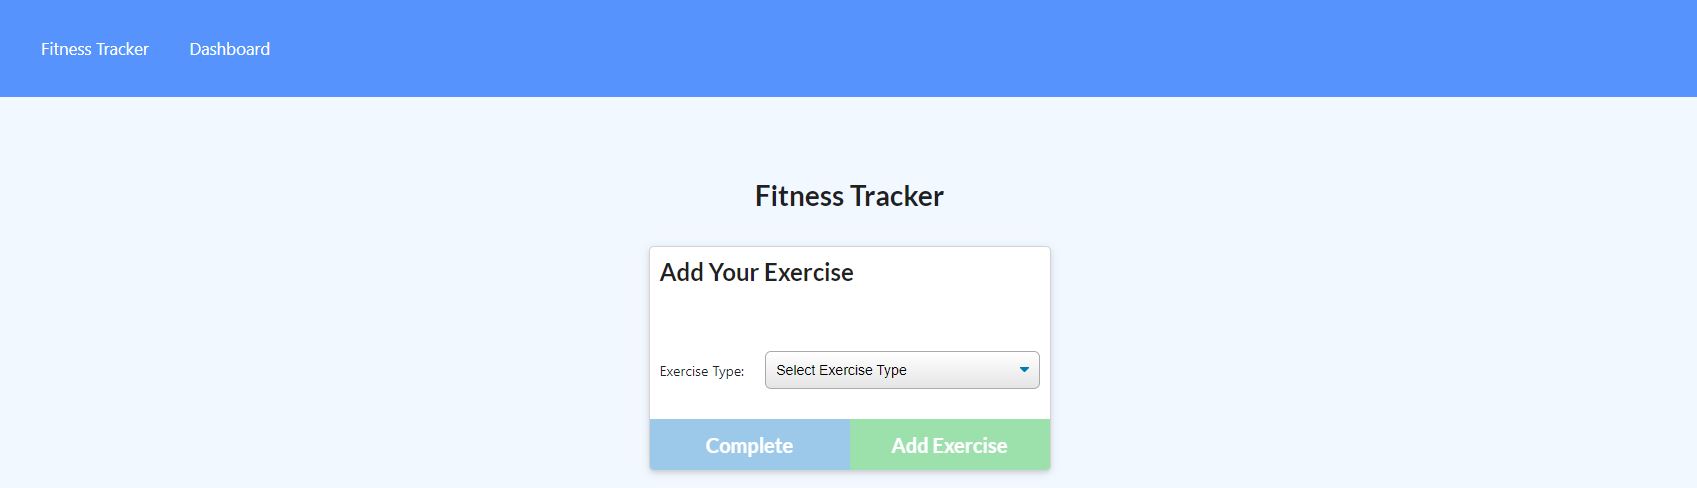 Fitness Tracker Dashboard
Fitness Tracker
Add Your Exercise
Exercise Type: Select Exercise Type
Complete Add Exercise